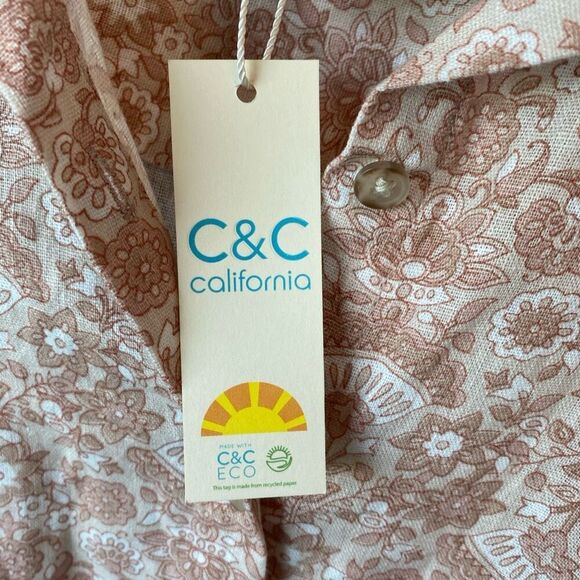 C&C
california
MADE WITH
C&C
ECO
This tag is made from recycled paper